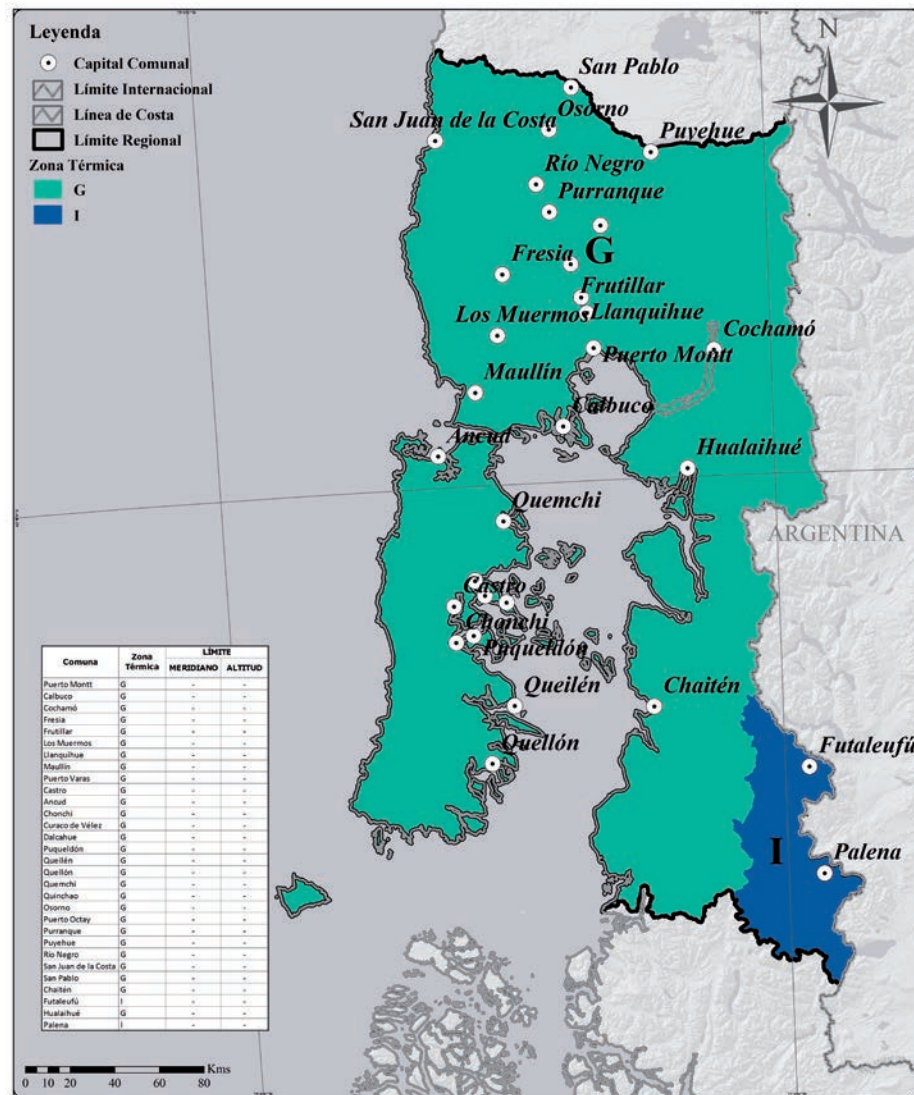 Leyenda
Capital Comunal
Límite Internacional
Línea de Costa
Límite Regional
Zona Térmica
G
I
N
San Pablo
Osorno
San Juan de la Costa
Puyehue
Río Negro
Purranque
G
Fresia
Frutillar
Llanquihue
Los Muermos
Cochamó
Puerto Montt
Maullín
Calbuco
Ancud
Hualaihué
Quemchi
ARGENTINA
Castro
Chonchi
Puqueldón
Queilén
Chaitén
Quellón
Futaleufú
I
Palena
Comuna Zona Térmica LÍMITE
MERIDIANO ALTITUD
Puerto Montt G - -
Calbuco G - -
Cochamó G - -
Fresia G - -
Frutillar G - -
Los Muermos G - -
Llanquihue G - -
Maullín G - -
Puerto Varas G - -
Castro G - -
Ancud G - -
Chonchi G - -
Curaco de Vélez G - -
Dalcahue G - -
Puqueldón G - -
Queilén G - -
Quellón G - -
Quemchi G - -
Quinchao G - -
Osorno G - -
Puerto Octay G - -
Purranque G - -
Puyehue G - -
Río Negro G - -
San Juan de la Costa G - -
San Pablo G - -
Chaitén G - -
Futaleufú I - -
Hualaihué G - -
Palena I - -
Kms
0 10 20 40 60 80